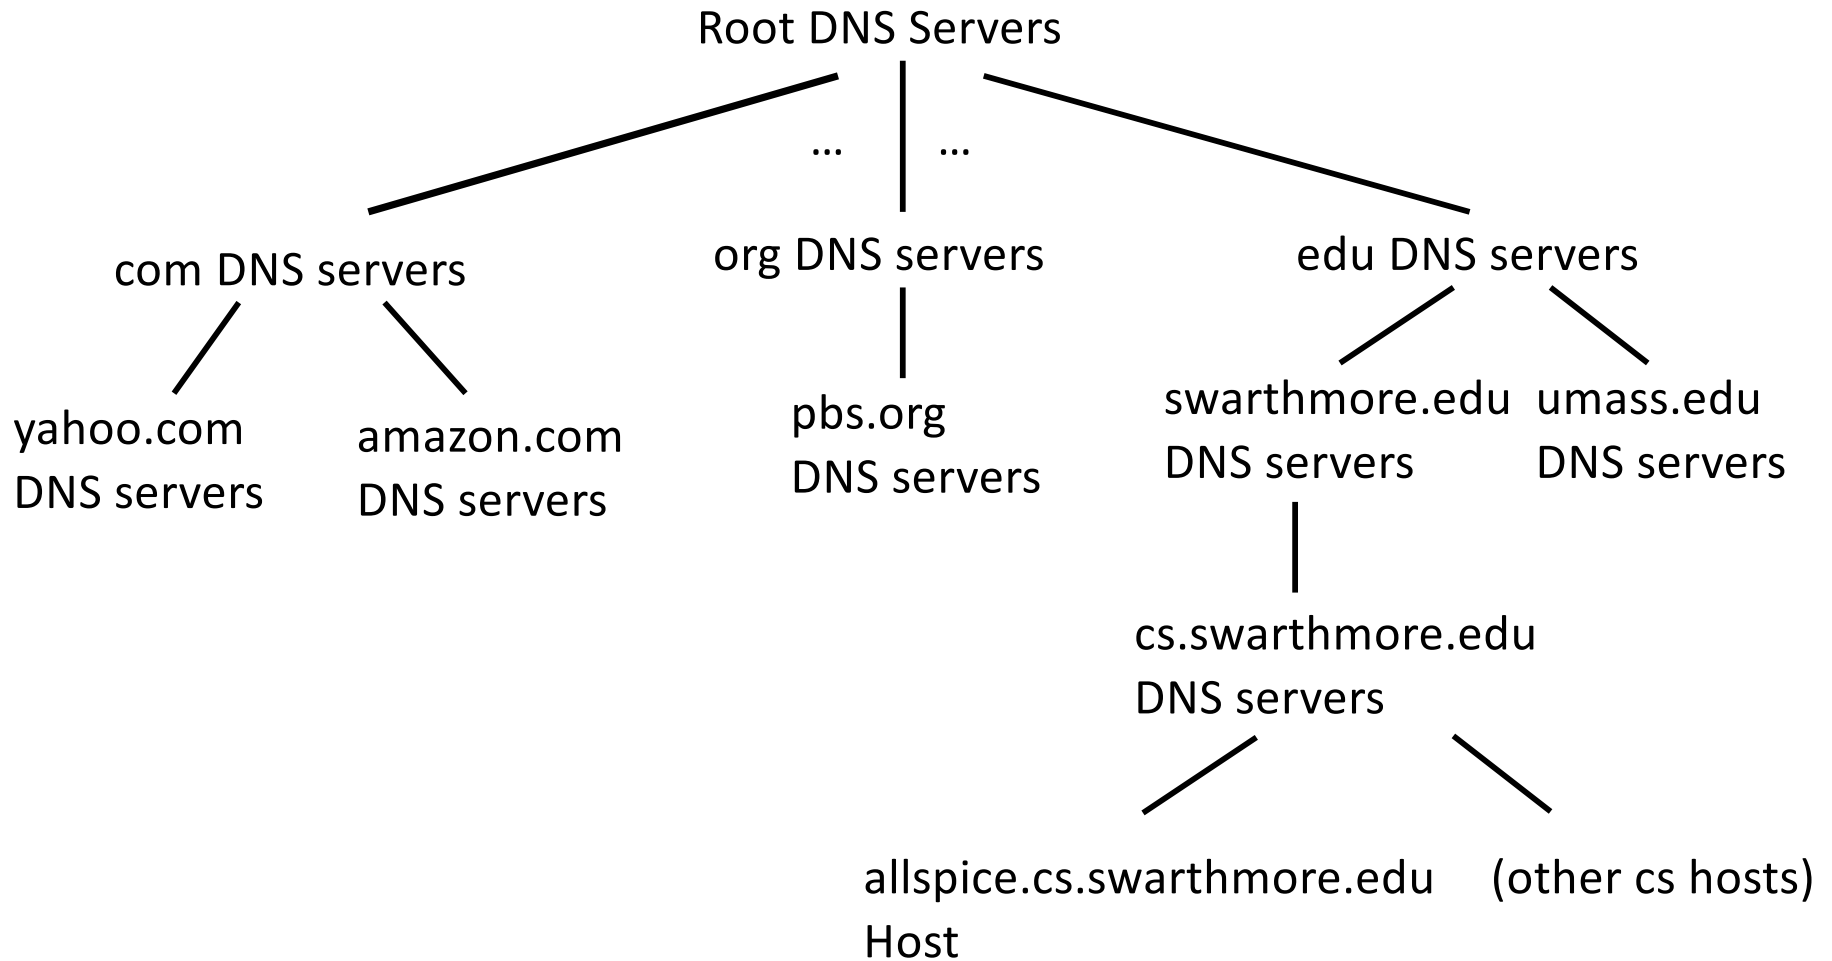 Root DNS Servers
... ...
com DNS servers
org DNS servers
edu DNS servers
yahoo.com
DNS servers
amazon.com
DNS servers
pbs.org
DNS servers
swarthmore.edu
DNS servers
umass.edu
DNS servers
cs.swarthmore.edu
DNS servers
allspice.cs.swarthmore.edu
Host
(other cs hosts)